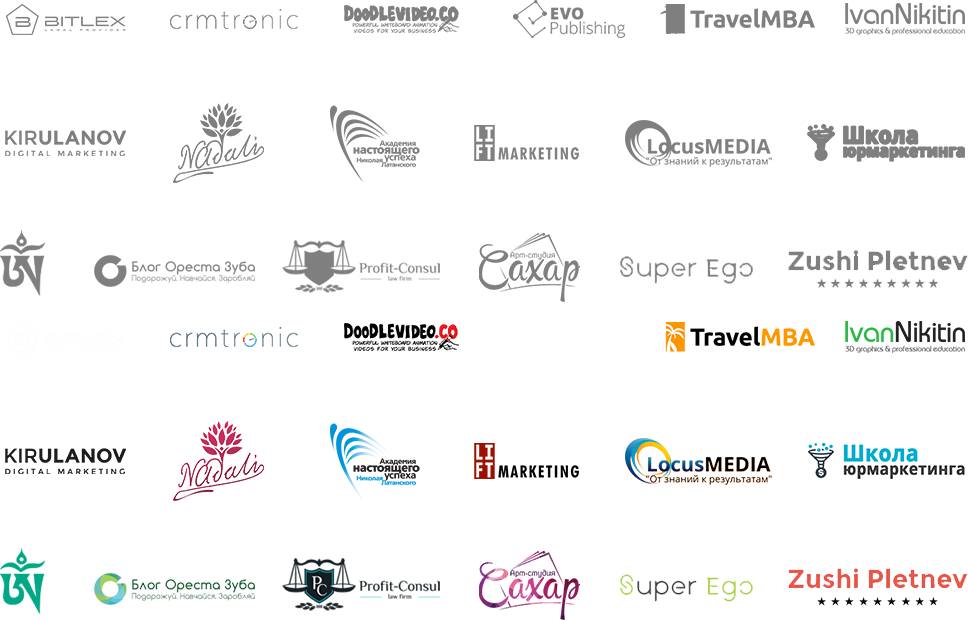 BITLEX
LEGAL PROVIDER
crmtronic
DOODLEVIDEO.CO
POWERFUL WHITEBOARD ANIMATION
VIDEOS FOR YOUR BUSINESS
EVO
Publishing
TravelMBA
IvanNikitin
3D graphics & professional education
KIRULANOV
DIGITAL MARKETING
Nadali
Академия
настоящего
успеха
Николая
Латанского
LIFT MARKETING
LocusMEDIA
"От знаний к результатам"
Школа
юрмаркетинга
Блог Ореста Зуба
Подорожуй. Навчайся. Заробляй
Profit-Consul
law firm
Арт-студия
Сахар
Super Ego
Zushi Pletnev
crmtronic
DOODLEVIDEO.CO
POWERFUL WHITEBOARD ANIMATION
VIDEOS FOR YOUR BUSINESS
TravelMBA
IvanNikitin
3D graphics & professional education
KIRULANOV
DIGITAL MARKETING
Nadali
Академия
настоящего
успеха
Николая
Латанского
LIFT MARKETING
LocusMEDIA
"От знаний к результатам"
Школа
юрмаркетинга
Блог Ореста Зуба
Подорожуй. Навчайся. Заробляй
PC
Profit-Consul
law firm
Арт-студия
Сахар
Super Ego
Zushi Pletnev